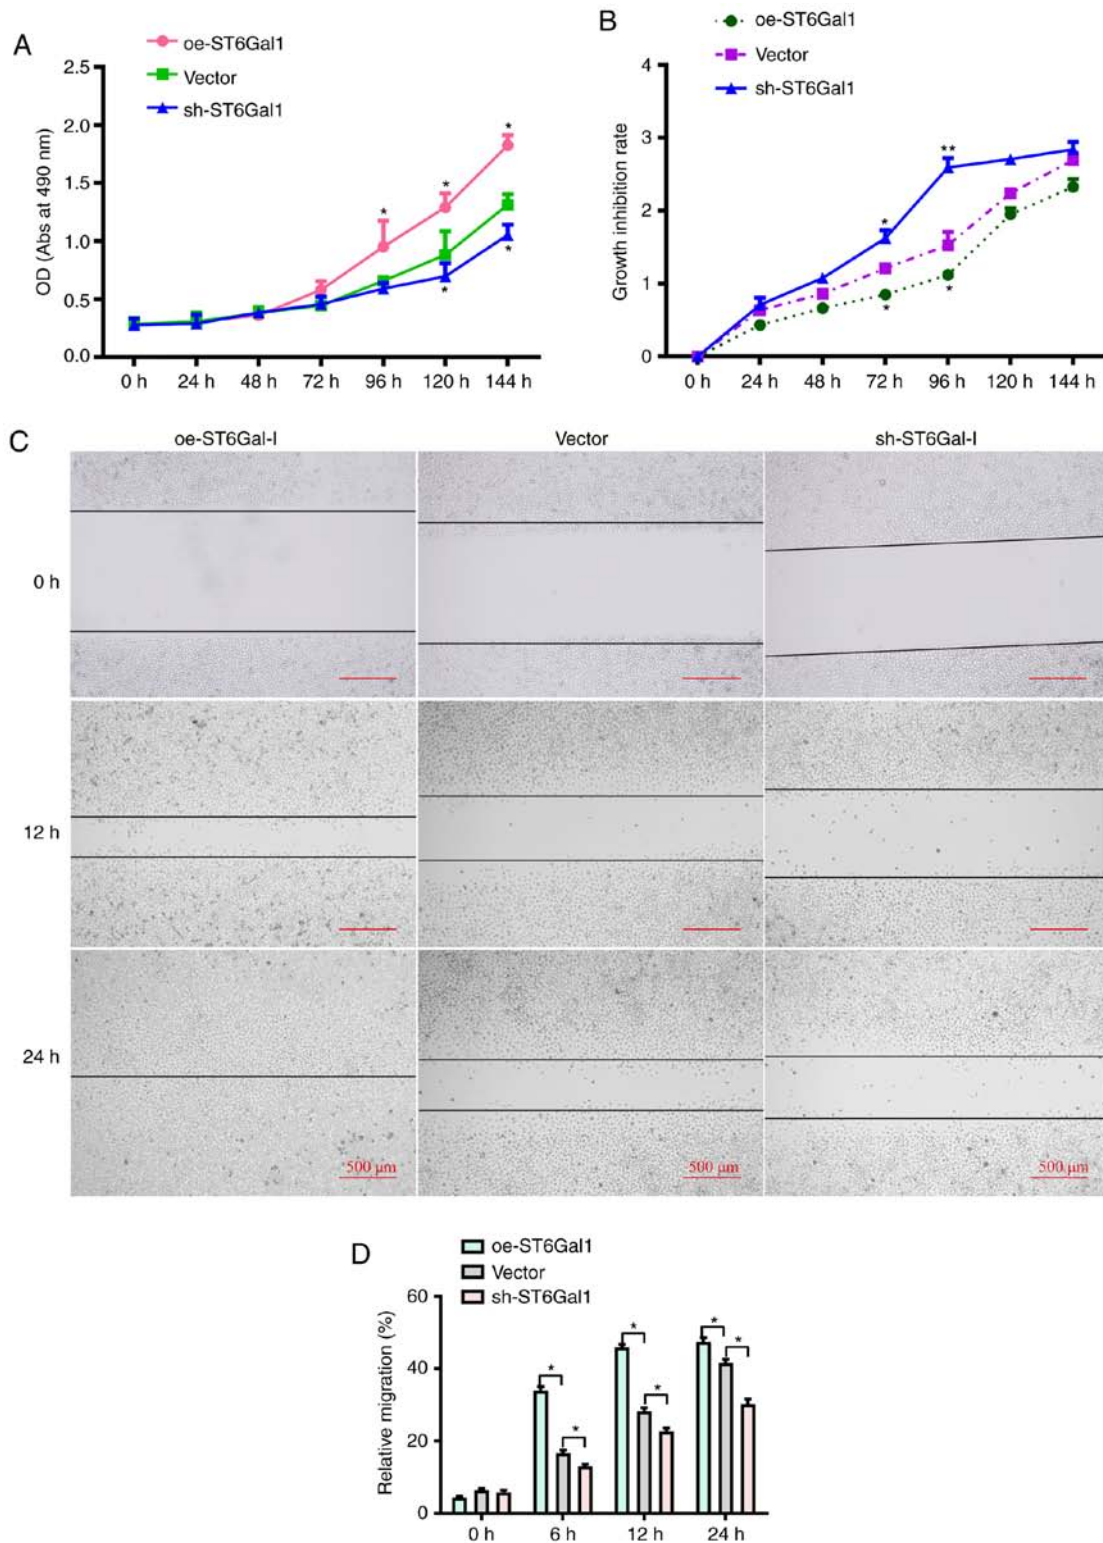 A
oe-ST6Gal1
Vector
sh-ST6Gal1
2.5
2.0
1.5
1.0
0.5
0.0
OD (Abs at 490 nm)
* * *
* *
0 h 24 h 48 h 72 h 96 h 120 h 144 h
B
oe-ST6Gal1
Vector
sh-ST6Gal1
4
3
2
1
0
Growth inhibition rate
* **
* *
0 h 24 h 48 h 72 h 96 h 120 h 144 h
C
oe-ST6Gal-I Vector sh-ST6Gal-I
0 h
12 h
24 h
500 µm 500 µm 500 µm
D
oe-ST6Gal1
Vector
sh-ST6Gal1
60
40
20
0
Relative migration (%)
* * * * * *
0 h 6 h 12 h 24 h